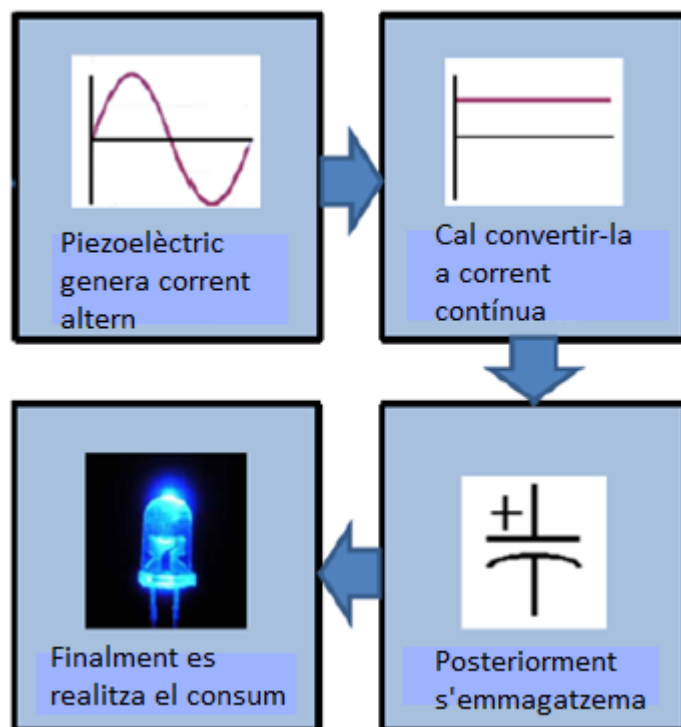 Piezoelèctric
genera corrent
altern
Cal convertir-la
a corrent
contínua
+
Posteriorment
s'emmagatzema
Finalment es
realitza el consum